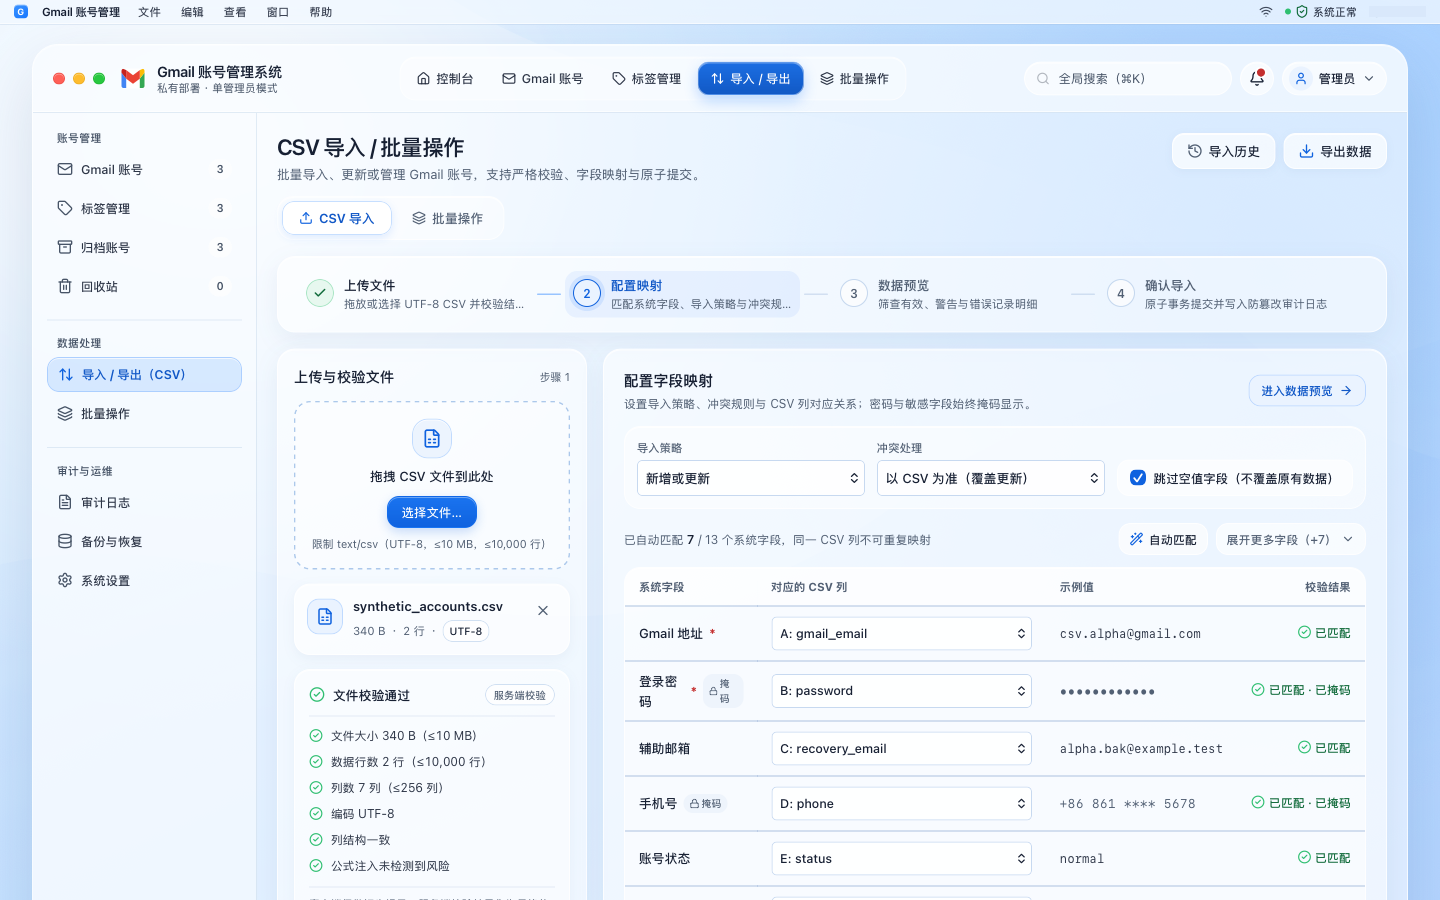 G Gmail 账号管理 文件 编辑 查看 窗口 帮助 系统正常
Gmail 账号管理系统
私有部署 · 单管理员模式
控制台 Gmail 账号 标签管理 导入 / 导出 批量操作
全局搜索（⌘K） 管理员
账号管理
Gmail 账号 3
标签管理 3
归档账号 3
回收站 0
数据处理
导入 / 导出（CSV）
批量操作
审计与运维
审计日志
备份与恢复
系统设置
CSV 导入 / 批量操作
批量导入、更新或管理 Gmail 账号，支持严格校验、字段映射与原子提交。
导入历史 导出数据
CSV 导入 批量操作
上传文件
拖放或选择 UTF-8 CSV 并校验结...
2 配置映射
匹配系统字段、导入策略与冲突规...
3 数据预览
筛查有效、警告与错误记录明细
4 确认导入
原子事务提交并写入防篡改审计日志
上传与校验文件 步骤 1
拖拽 CSV 文件到此处
选择文件...
限制 text/csv（UTF-8，≤10 MB，≤10,000 行）
synthetic_accounts.csv
340 B · 2 行 · UTF-8
文件校验通过 服务端校验
文件大小 340 B（≤10 MB）
数据行数 2 行（≤10,000 行）
列数 7 列（≤256 列）
编码 UTF-8
列结构一致
公式注入未检测到风险
配置字段映射
设置导入策略、冲突规则与 CSV 列对应关系；密码与敏感字段始终掩码显示。
进入数据预览
导入策略 冲突处理
新增或更新 以 CSV 为准（覆盖更新） 跳过空值字段（不覆盖原有数据）
已自动匹配 7 / 13 个系统字段，同一 CSV 列不可重复映射
自动匹配 展开更多字段（+7）
系统字段 对应的 CSV 列 示例值 校验结果
Gmail 地址 * A: gmail_email csv.alpha@gmail.com 已匹配
登录密码 * 掩码 B: password ●●●●●●●●●●●● 已匹配 · 已掩码
辅助邮箱 C: recovery_email alpha.bak@example.test 已匹配
手机号 掩码 D: phone +86 861 **** 5678 已匹配 · 已掩码
账号状态 E: status normal 已匹配